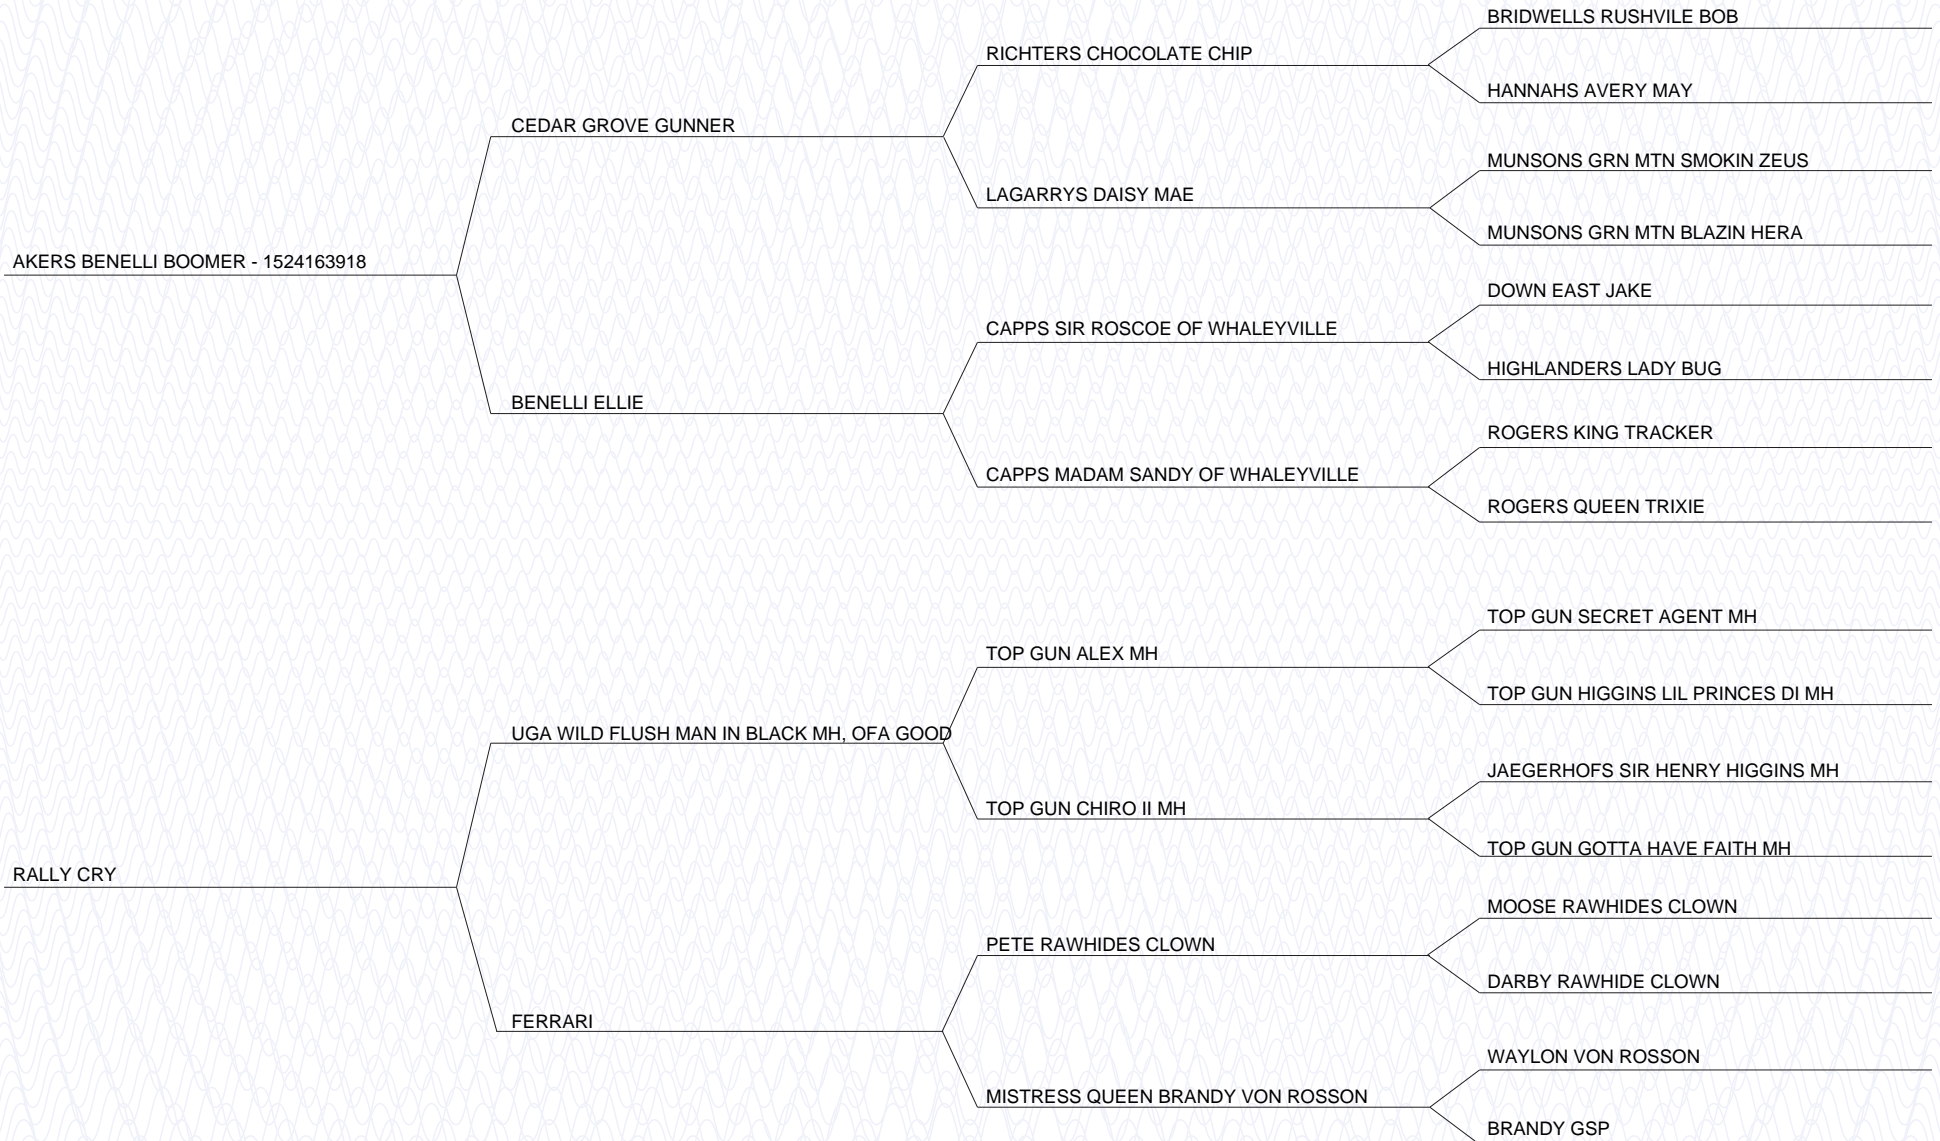 BRIDWELLS RUSHVILE BOB
RICHTERS CHOCOLATE CHIP
HANNAHS AVERY MAY
CEDAR GROVE GUNNER
MUNSONS GRN MTN SMOKIN ZEUS
LAGARRYS DAISY MAE
MUNSONS GRN MTN BLAZIN HERA
AKERS BENELLI BOOMER - 1524163918
DOWN EAST JAKE
CAPPS SIR ROSCOE OF WHALEYVILLE
HIGHLANDERS LADY BUG
BENELLI ELLIE
ROGERS KING TRACKER
CAPPS MADAM SANDY OF WHALEYVILLE
ROGERS QUEEN TRIXIE
TOP GUN SECRET AGENT MH
TOP GUN ALEX MH
TOP GUN HIGGINS LIL PRINCES DI MH
UGA WILD FLUSH MAN IN BLACK MH, OFA GOOD
JAEGERHOFS SIR HENRY HIGGINS MH
TOP GUN CHIRO II MH
TOP GUN GOTTA HAVE FAITH MH
RALLY CRY
MOOSE RAWHIDES CLOWN
PETE RAWHIDES CLOWN
DARBY RAWHIDE CLOWN
FERRARI
WAYLON VON ROSSON
MISTRESS QUEEN BRANDY VON ROSSON
BRANDY GSP